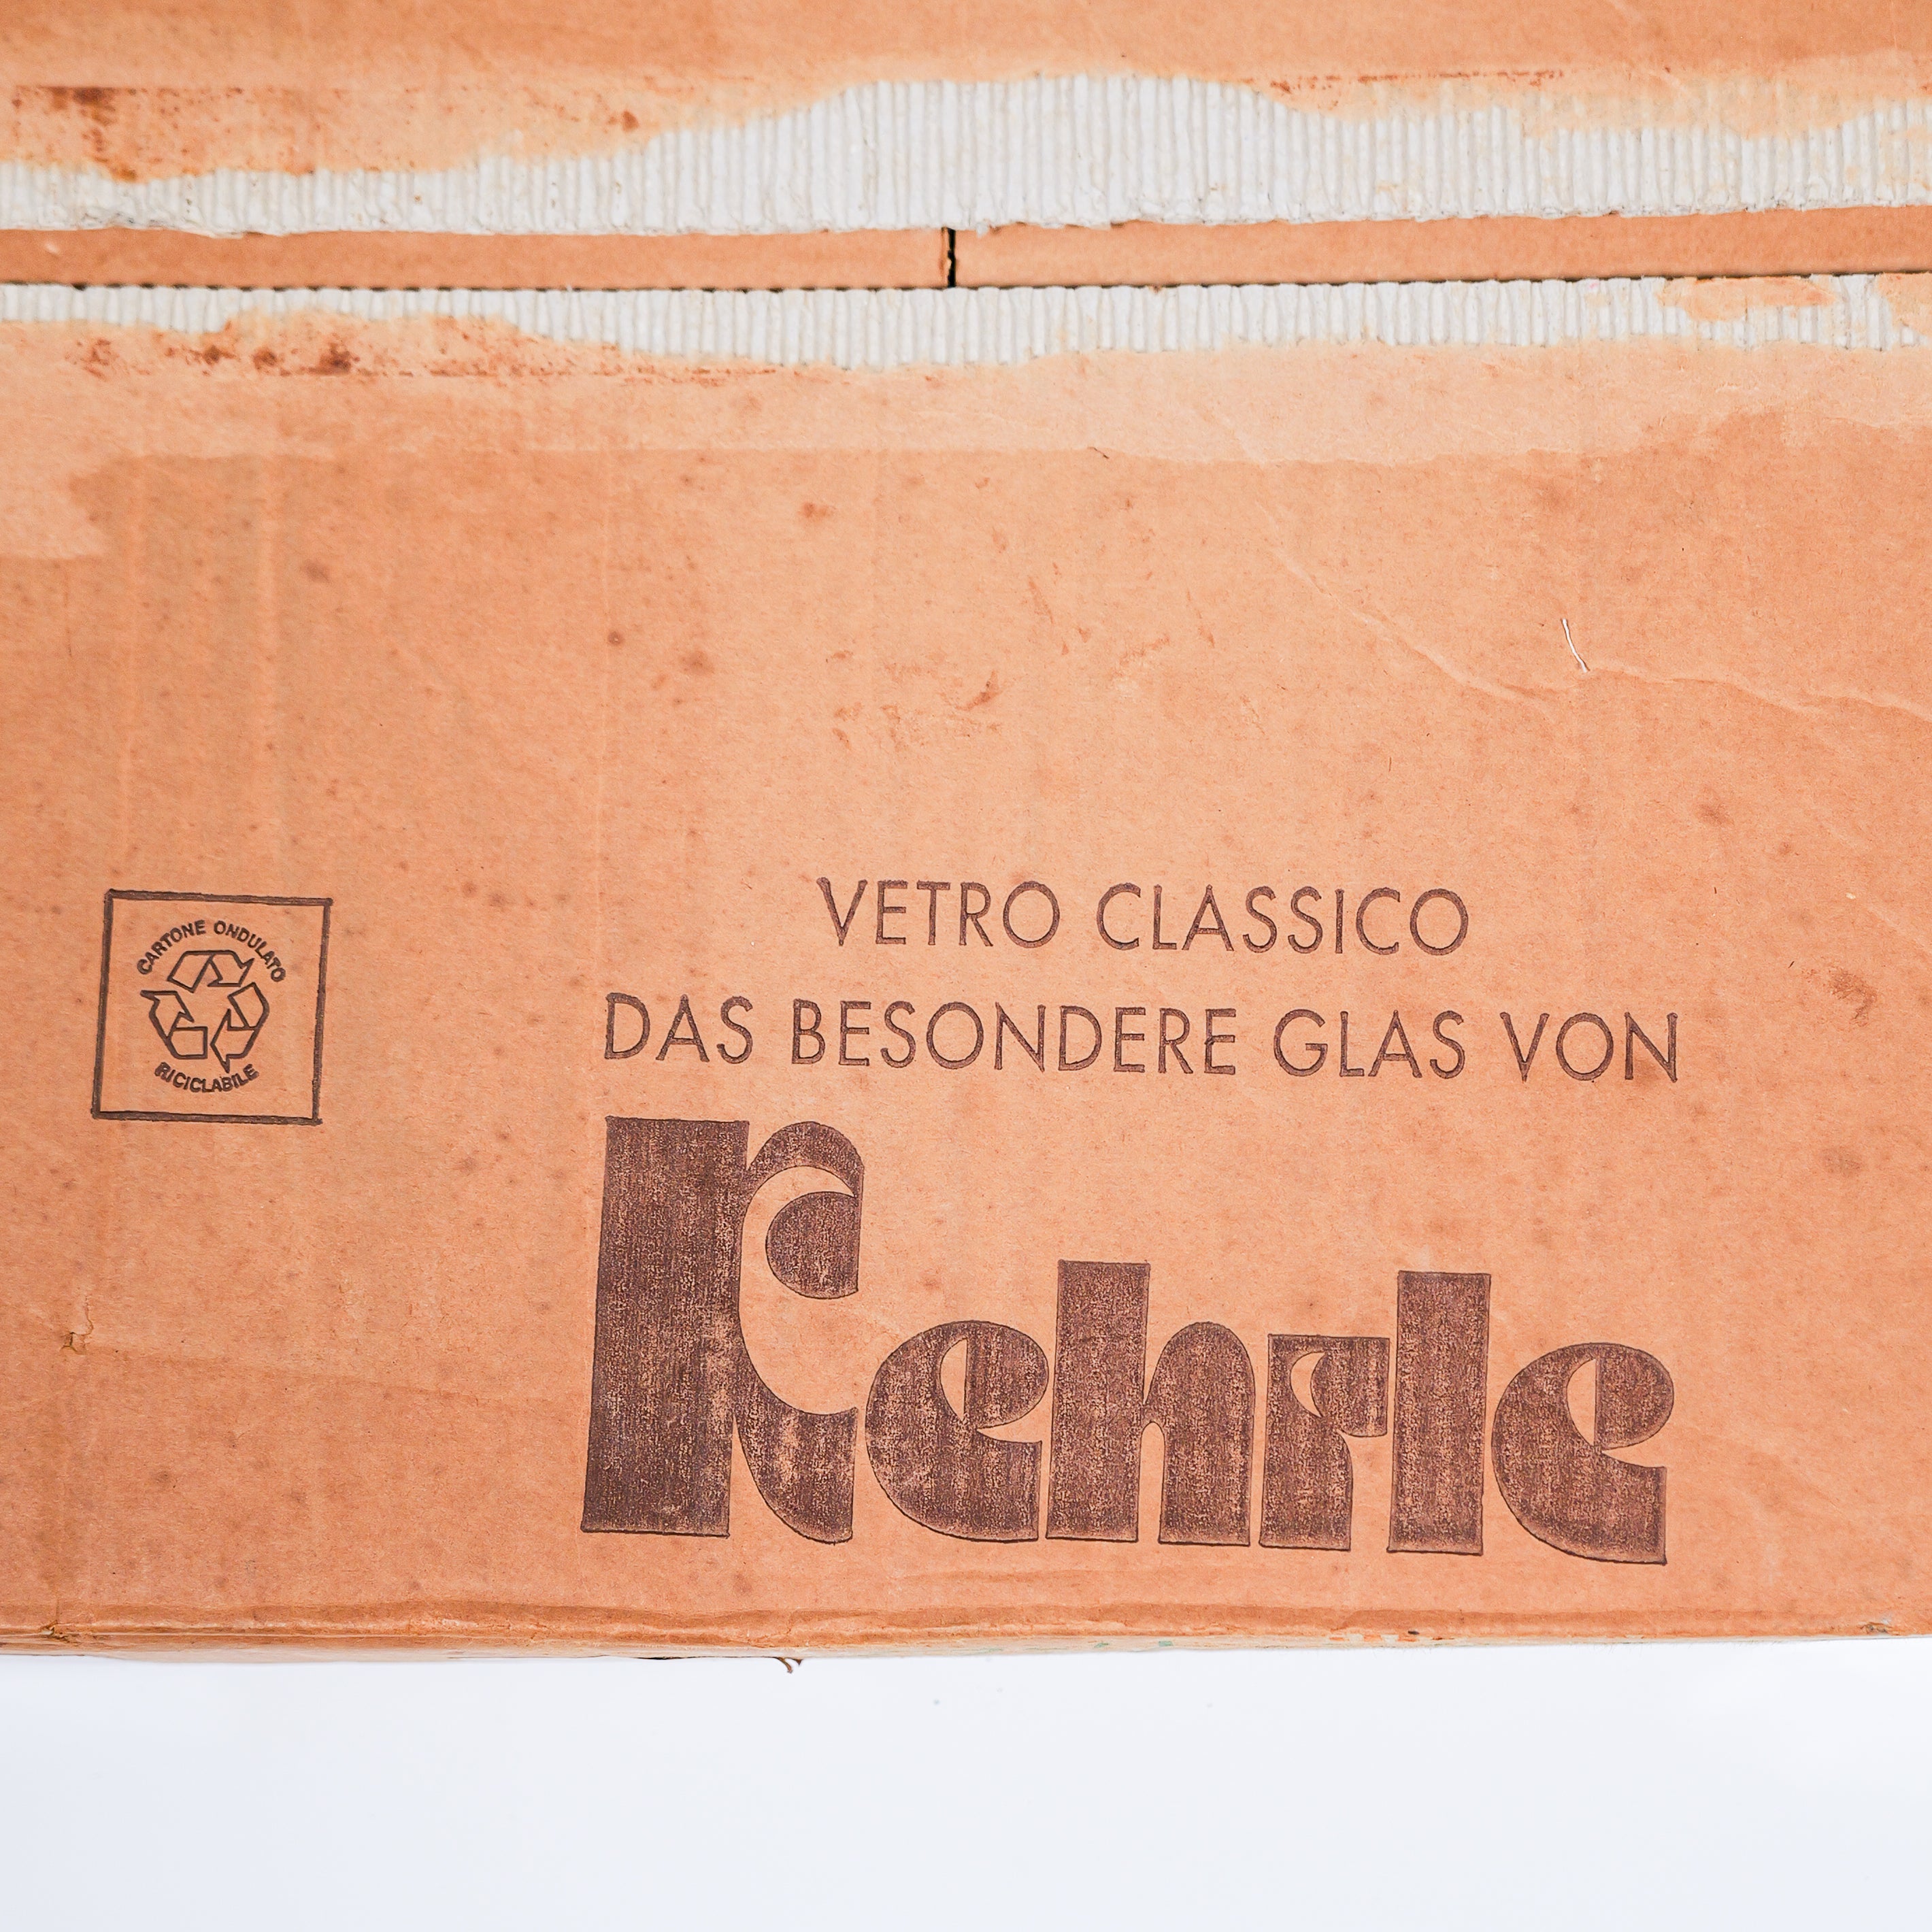 VETRO CLASSICO
DAS BESONDERE GLAS VON
Kehrle
CARTONE ONDULATO
RICICLABILE